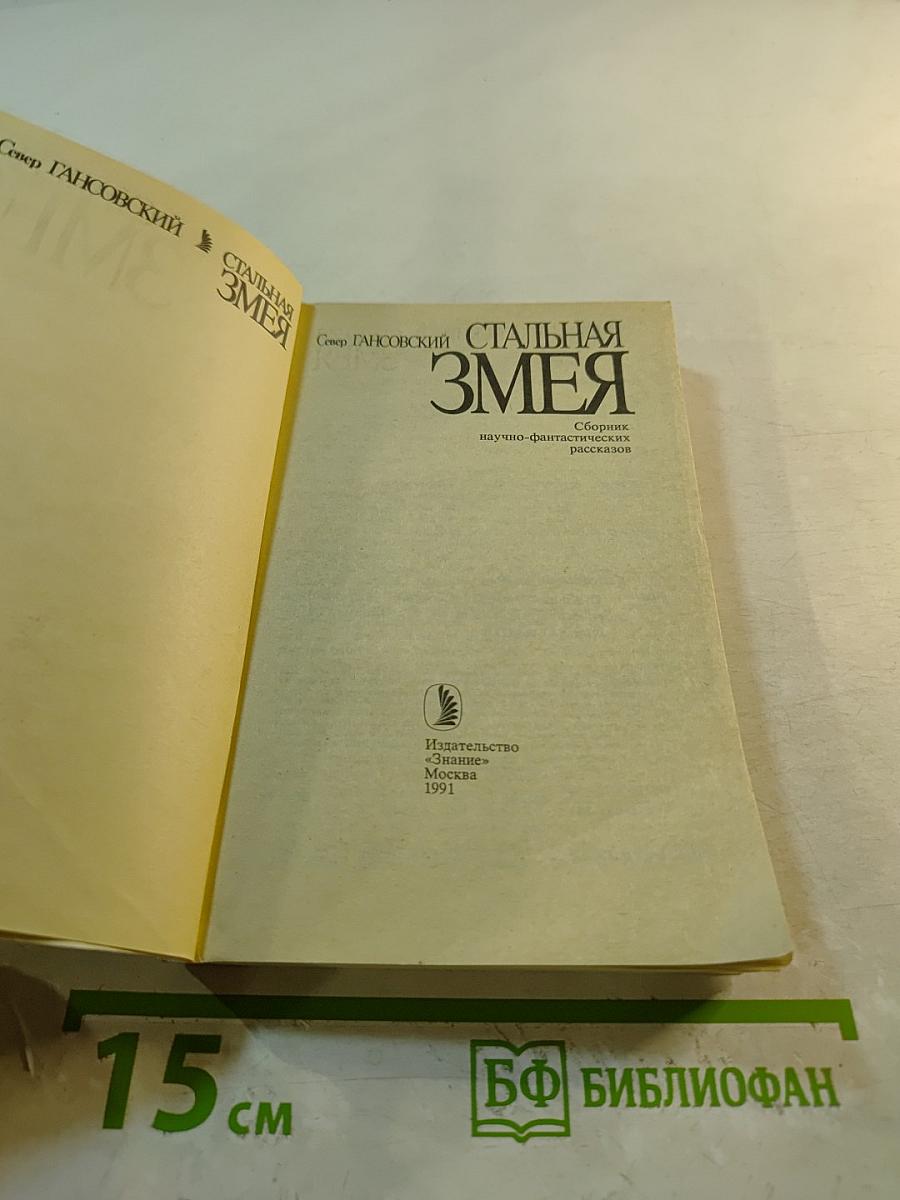 Север ГАНСОВСКИЙ
СТАЛЬНАЯ
ЗМЕЯ
Север ГАНСОВСКИЙ СТАЛЬНАЯ
ЗМЕЯ
Сборник
научно-фантастических
рассказов
Издательство
«Знание»
Москва
1991
15 см
БФ БИБЛИОФАН